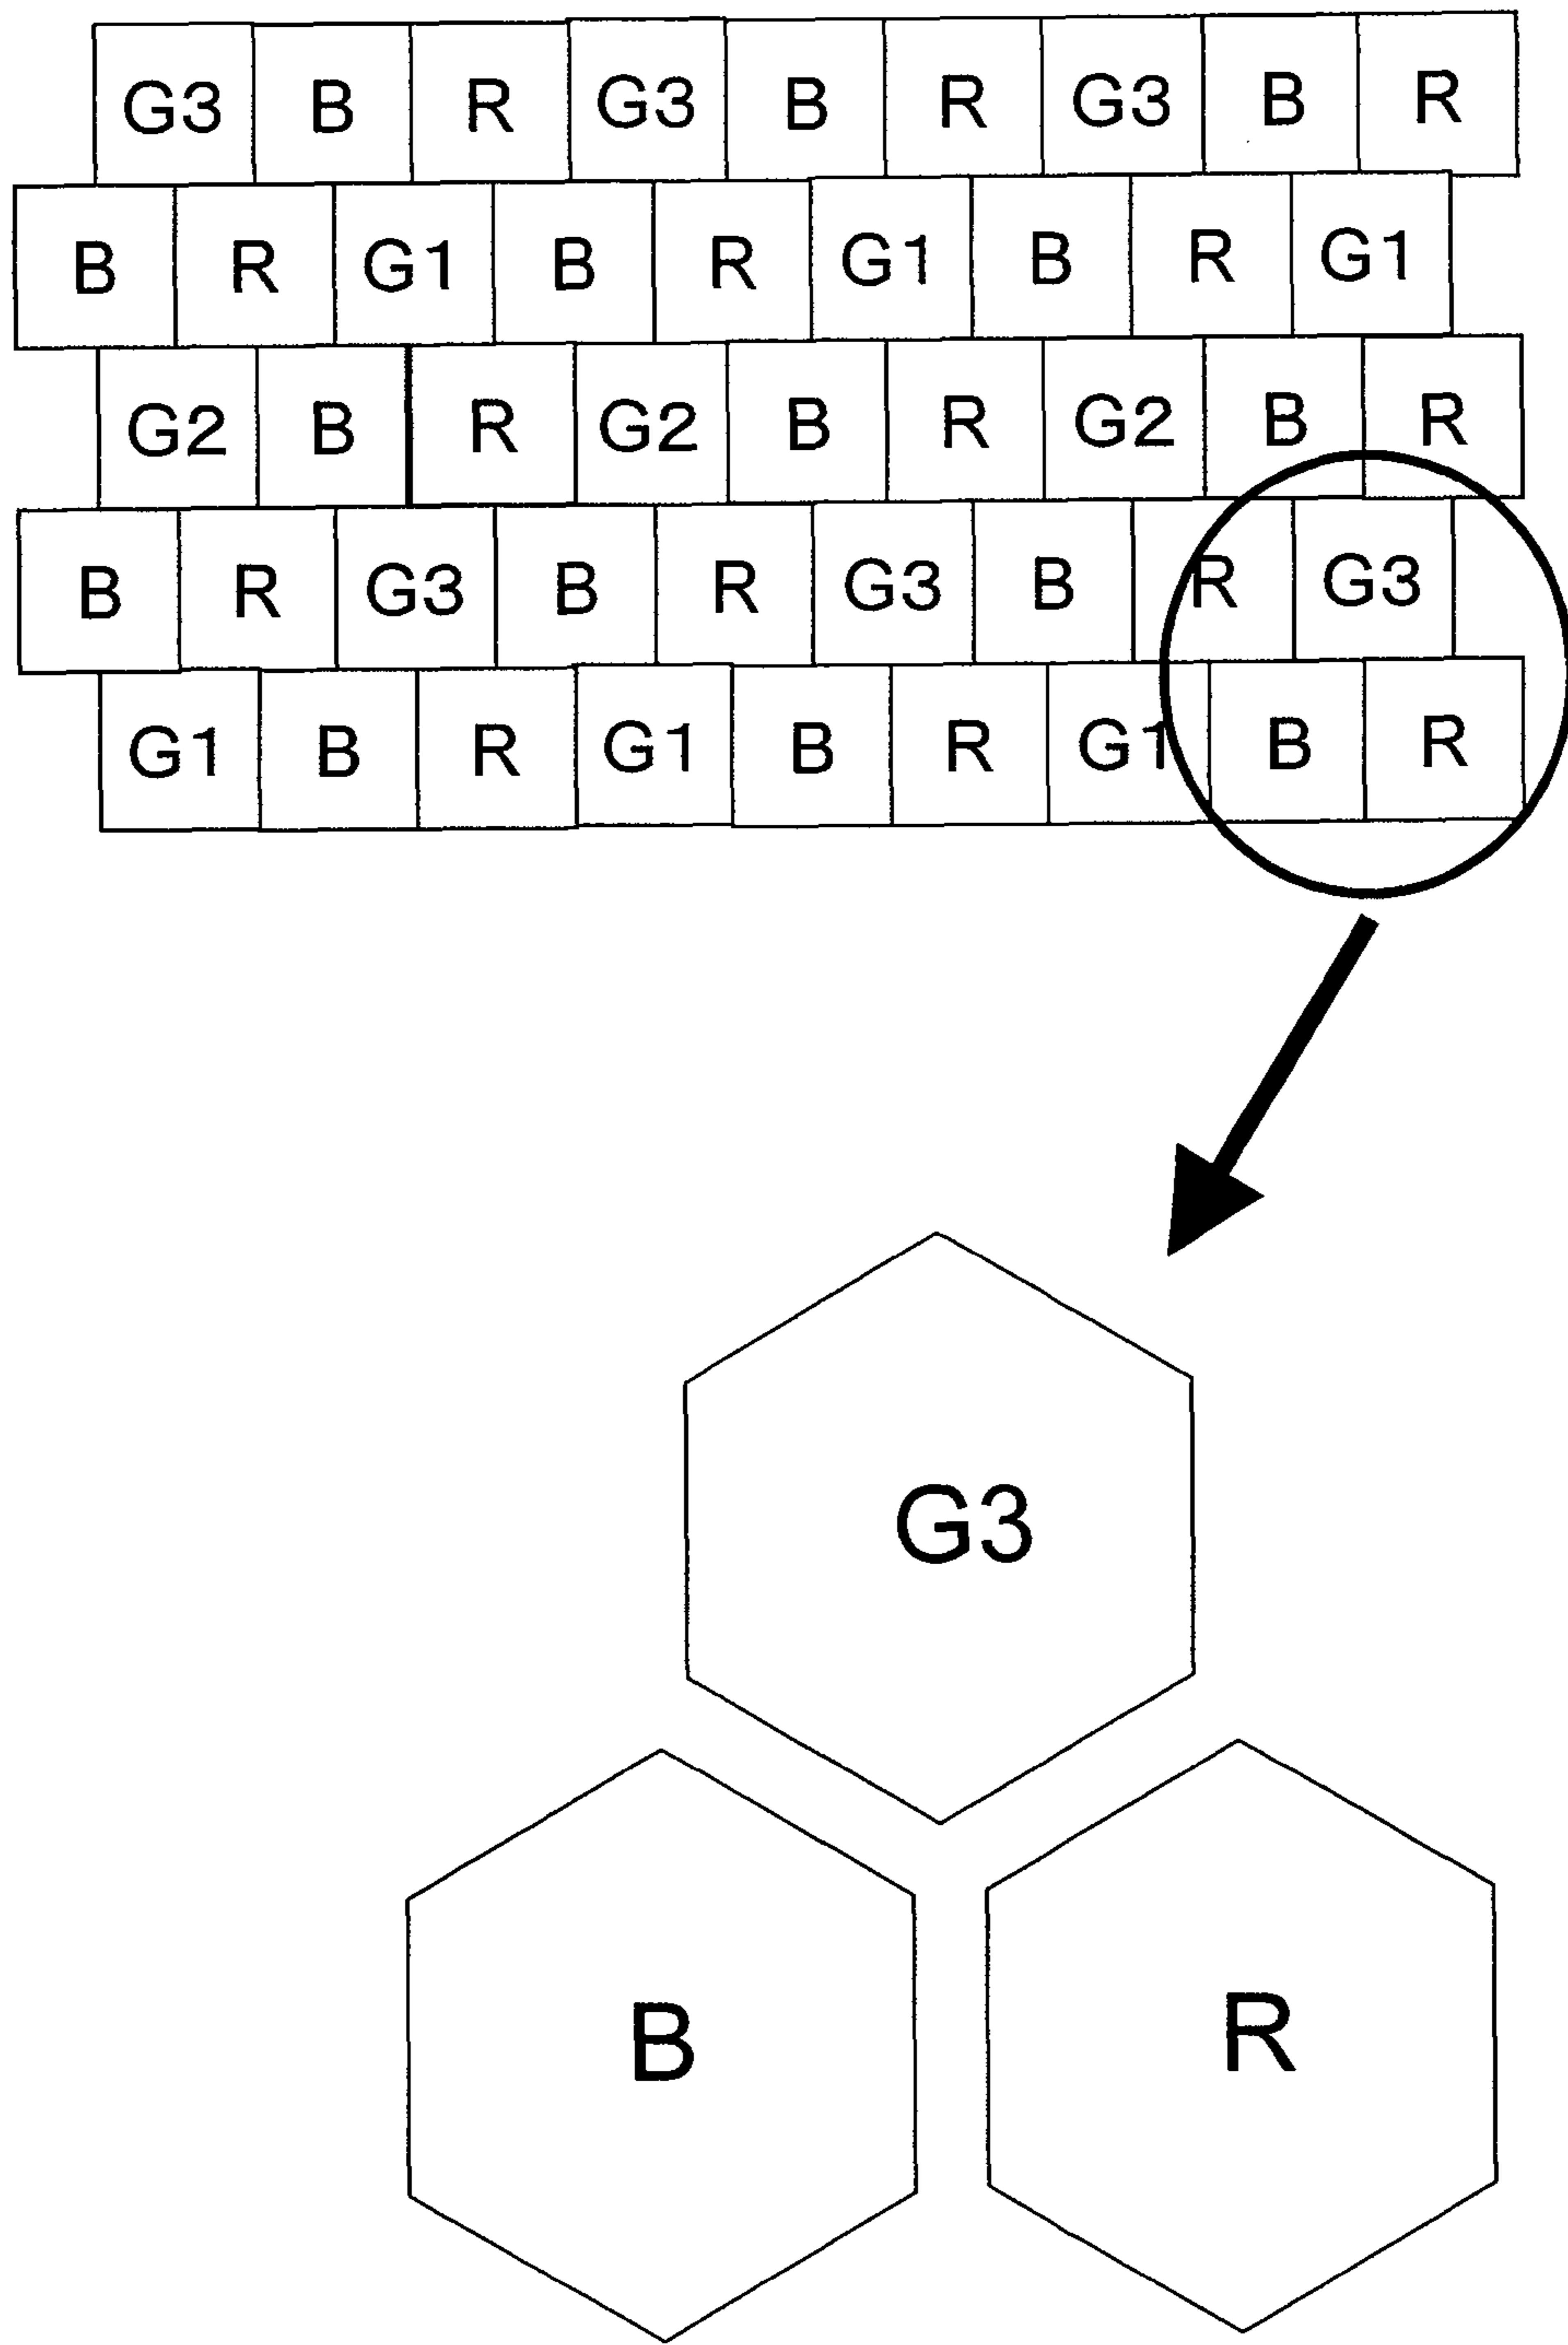 G3 B R G3 B R G3 B R
B R G1 B R G1 B R G1
G2 B R G2 B R G2 B R
B R G3 B R G3 B R G3
G1 B R G1 B R G1 B R
G3
B R